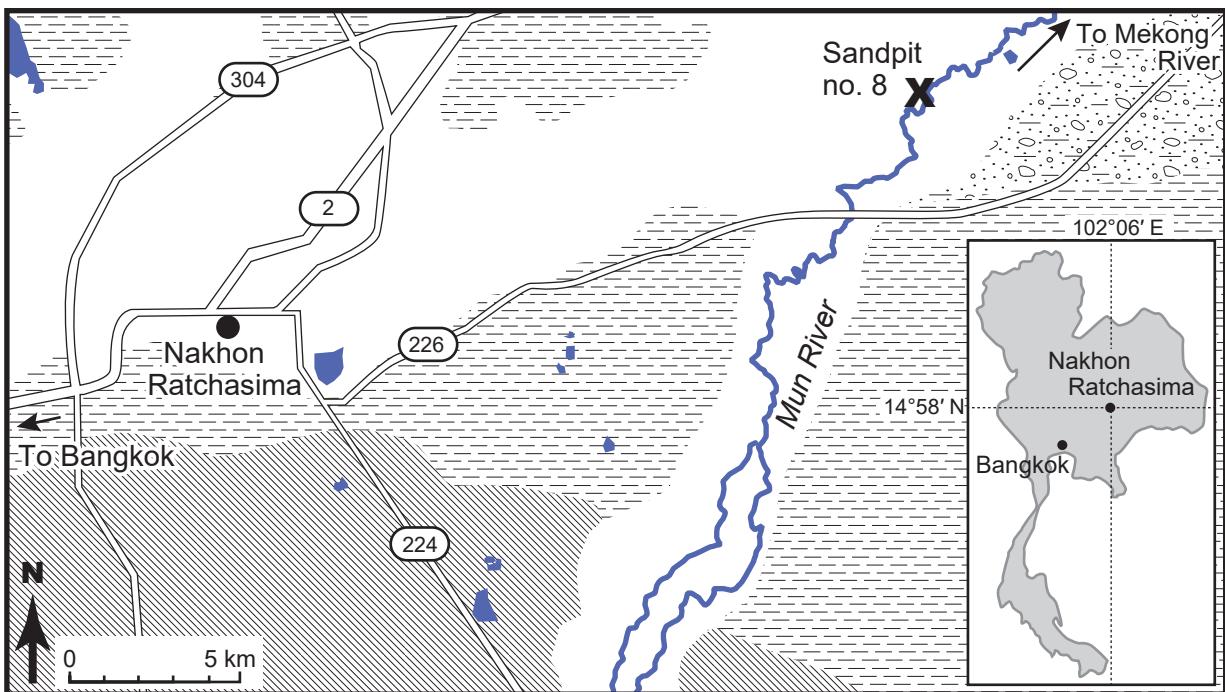 304
Sandpit
no. 8
X
To Mekong
River
2
102°06′ E
Nakhon
Ratchasima
226
Mun River
Nakhon
Ratchasima
14°58′ N
To Bangkok
Bangkok
224
N
0 5 km